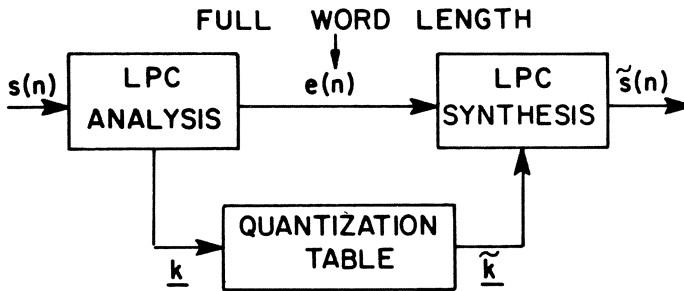 FULL WORD LENGTH
s(n)
LPC
ANALYSIS
e(n)
LPC
SYNTHESIS
s̃(n)
QUANTIZATION
TABLE
k
k̃